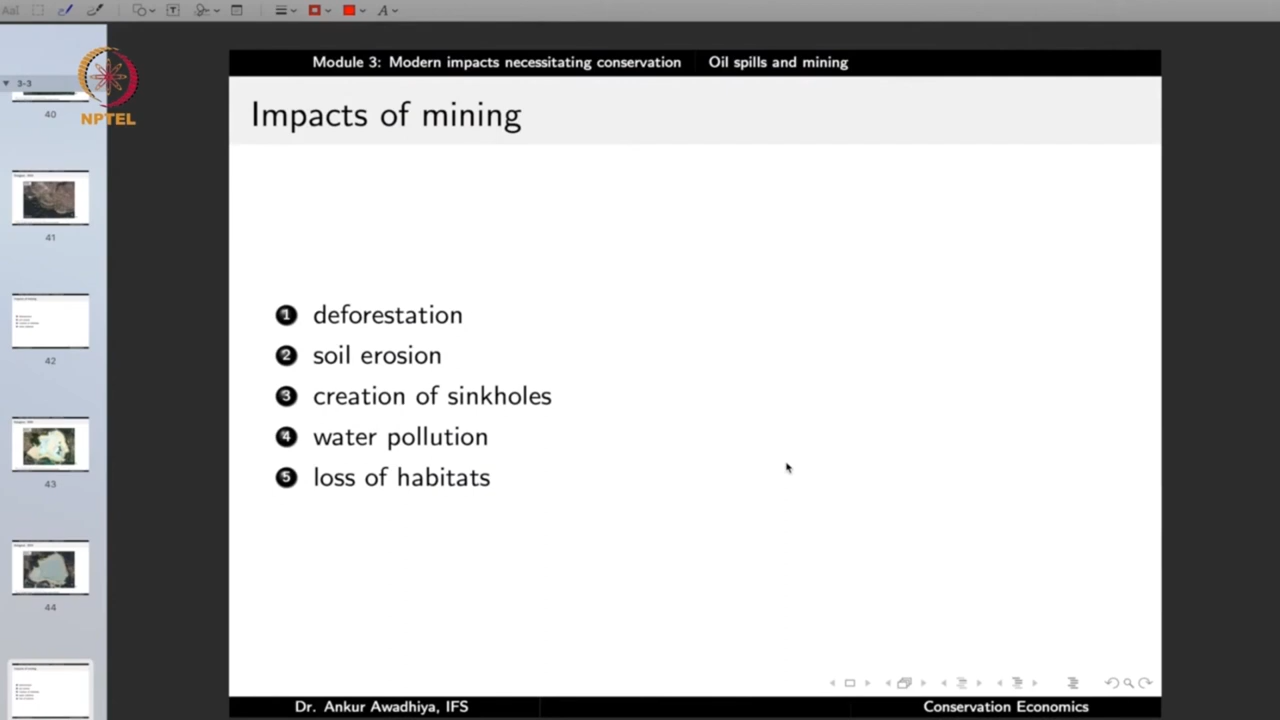 3-3
NPTEL
40
41
42
43
44
Module 3: Modern impacts necessitating conservation
Oil spills and mining
Impacts of mining
1 deforestation
2 soil erosion
3 creation of sinkholes
4 water pollution
5 loss of habitats
Dr. Ankur Awadhiya, IFS
Conservation Economics